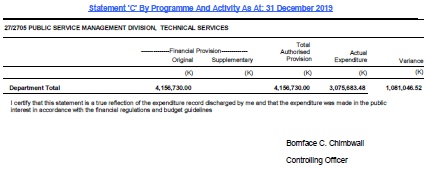 Statement 'C' By Programme And Activity As At: 31 December 2019
27/2705 PUBLIC SERVICE MANAGEMENT DIVISION, TECHNICAL SERVICES
---------------Financial Provision-------------- Total Authorised Provision Actual Expenditure Variance
Original Supplementary
(K) (K) (K) (K) (K)
Department Total 4,156,730.00 4,156,730.00 3,075,683.48 1,081,046.52
I certify that this statement is a true reflection of the expenditure record discharged by me and that the expenditure was made in the public
interest in accordance with the financial regulations and budget guidelines
Bomface C. Chimbwali
Controlling Officer